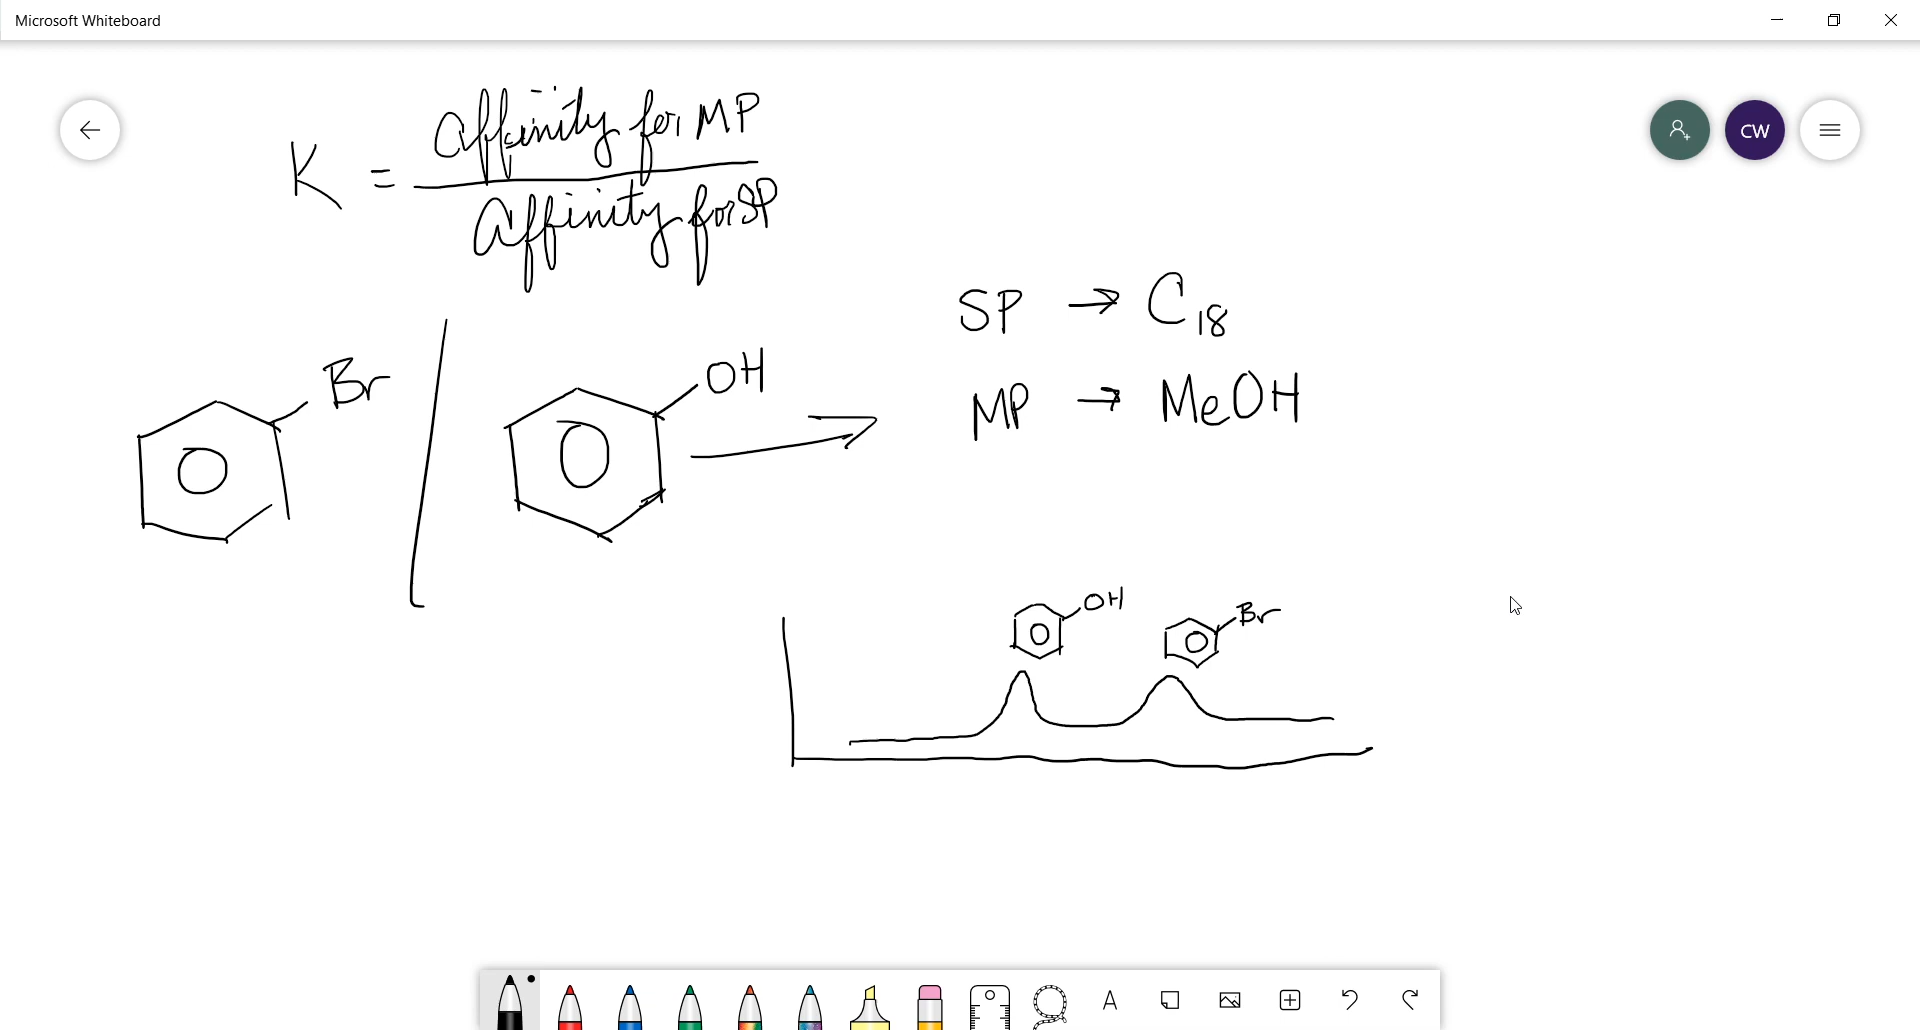 Microsoft Whiteboard
CW
K = affinity for MP
affinity for SP
SP → C18
Br
OH
MP → MeOH
OH
Br
A